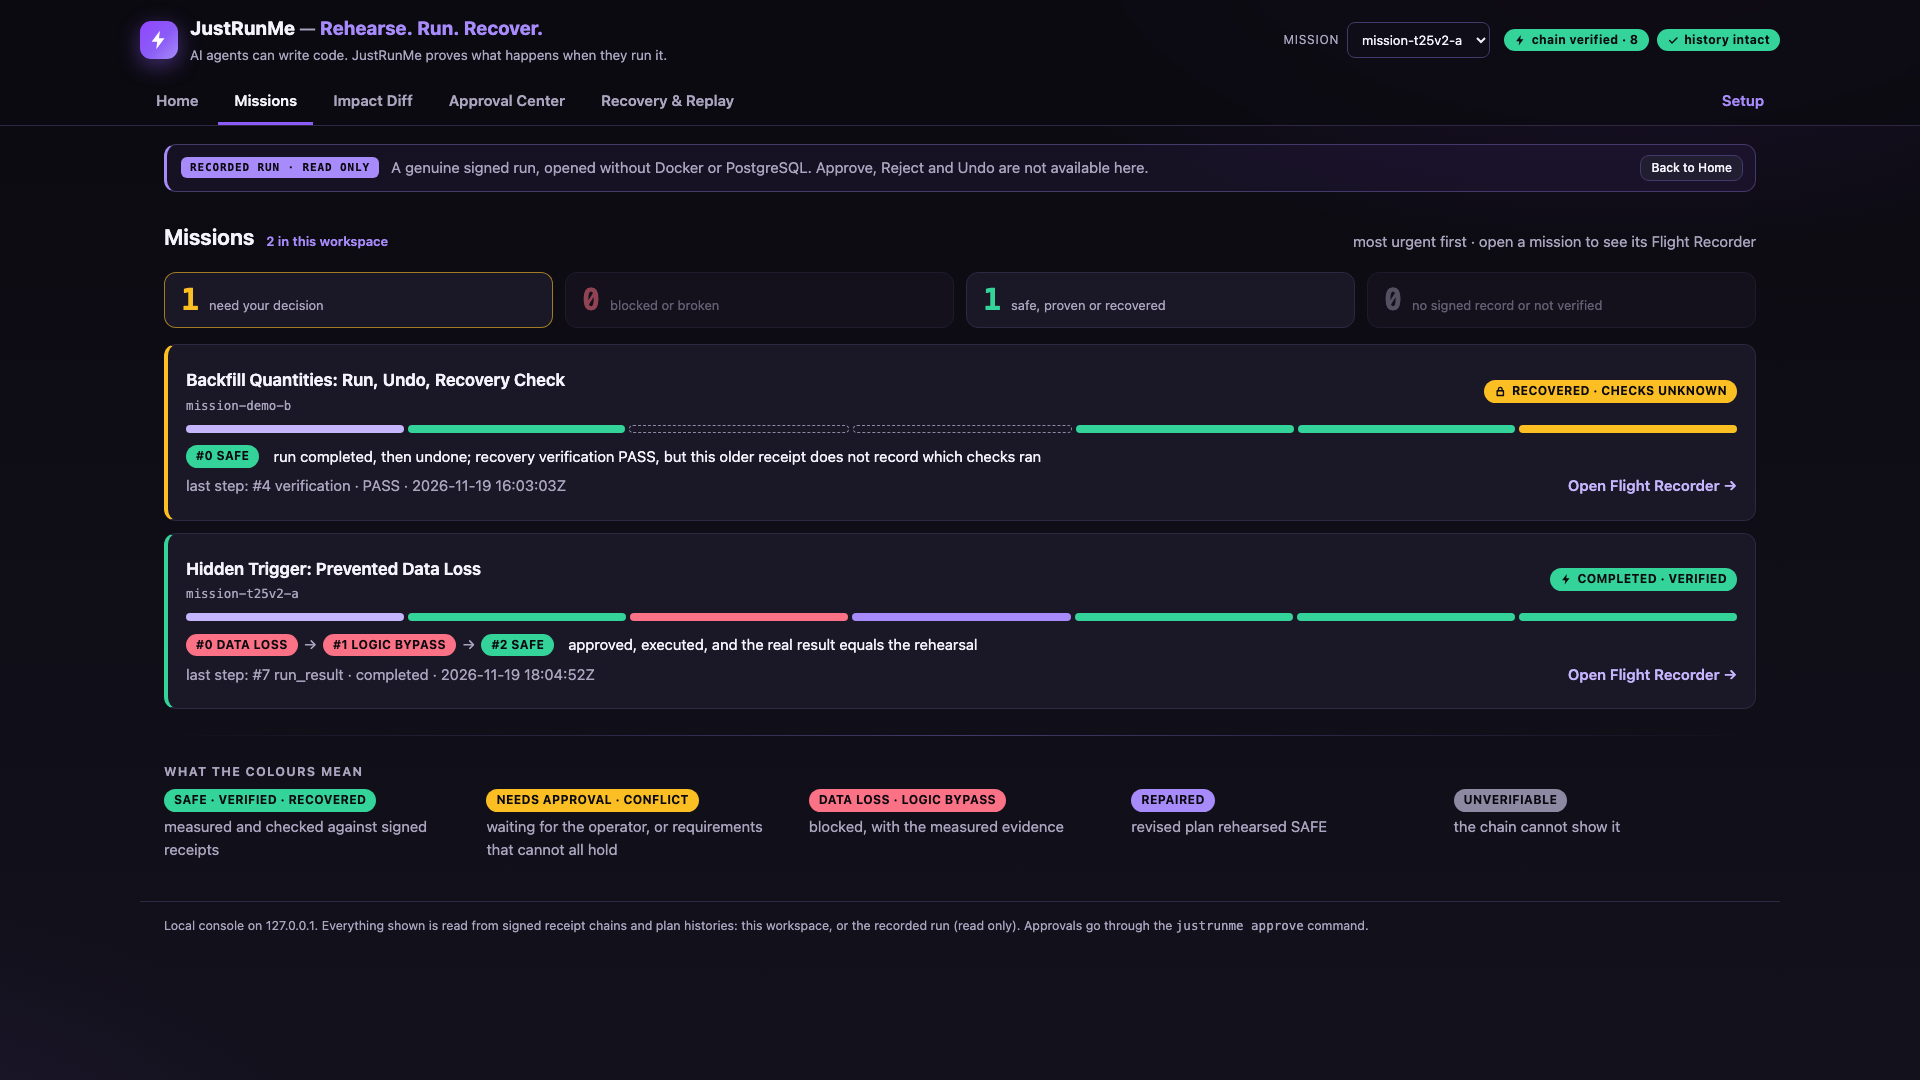 JustRunMe — Rehearse. Run. Recover.
AI agents can write code. JustRunMe proves what happens when they run it.
MISSION
mission-t25v2-a
chain verified · 8
history intact
Home
Missions
Impact Diff
Approval Center
Recovery & Replay
Setup
RECORDED RUN · READ ONLY
A genuine signed run, opened without Docker or PostgreSQL. Approve, Reject and Undo are not available here.
Back to Home
Missions 2 in this workspace
most urgent first · open a mission to see its Flight Recorder
1 need your decision
0 blocked or broken
1 safe, proven or recovered
0 no signed record or not verified
Backfill Quantities: Run, Undo, Recovery Check
mission-demo-b
RECOVERED · CHECKS UNKNOWN
#0 SAFE run completed, then undone; recovery verification PASS, but this older receipt does not record which checks ran
last step: #4 verification · PASS · 2026-11-19 16:03:03Z
Open Flight Recorder →
Hidden Trigger: Prevented Data Loss
mission-t25v2-a
COMPLETED · VERIFIED
#0 DATA LOSS → #1 LOGIC BYPASS → #2 SAFE approved, executed, and the real result equals the rehearsal
last step: #7 run_result · completed · 2026-11-19 18:04:52Z
Open Flight Recorder →
WHAT THE COLOURS MEAN
SAFE · VERIFIED · RECOVERED
measured and checked against signed
receipts
NEEDS APPROVAL · CONFLICT
waiting for the operator, or requirements
that cannot all hold
DATA LOSS · LOGIC BYPASS
blocked, with the measured evidence
REPAIRED
revised plan rehearsed SAFE
UNVERIFIABLE
the chain cannot show it
Local console on 127.0.0.1. Everything shown is read from signed receipt chains and plan histories: this workspace, or the recorded run (read only). Approvals go through the justrunme approve command.